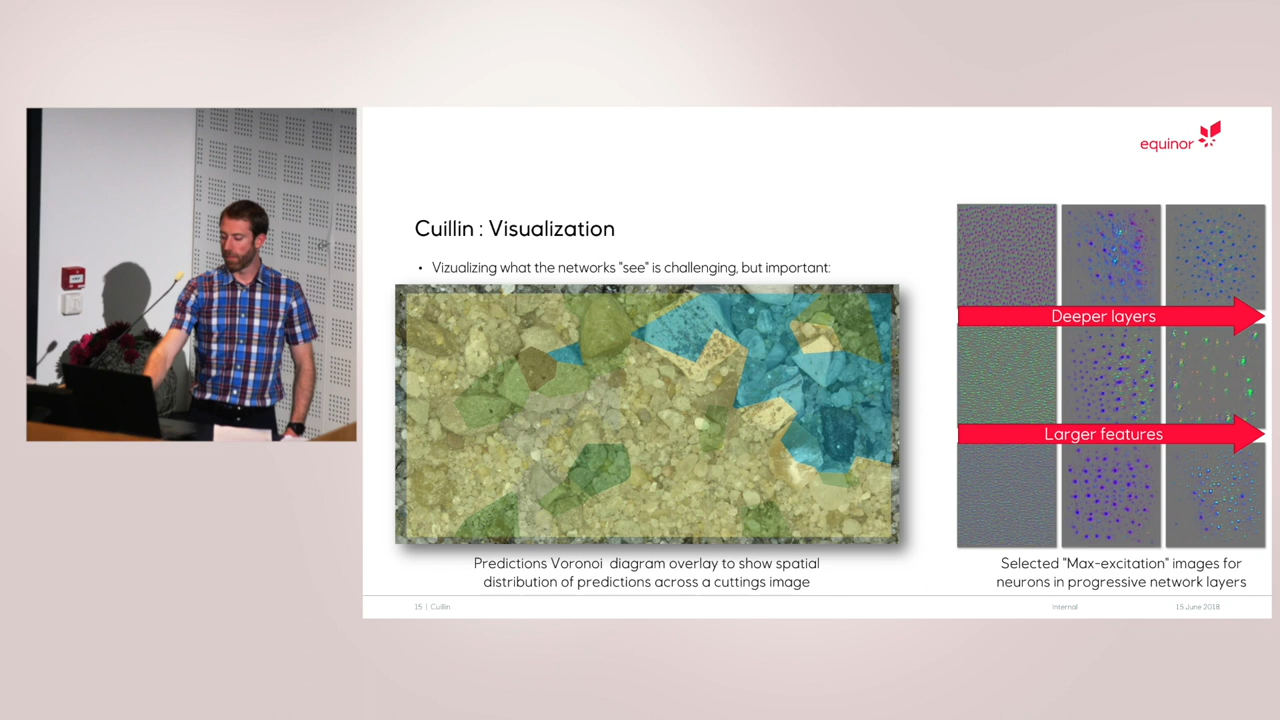 equinor
Cuillin : Visualization
• Vizualizing what the networks "see" is challenging, but important:
Deeper layers
Larger features
Predictions Voronoi diagram overlay to show spatial
distribution of predictions across a cuttings image
Selected "Max-excitation" images for
neurons in progressive network layers
15 | Cuillin
Internal
15 June 2018